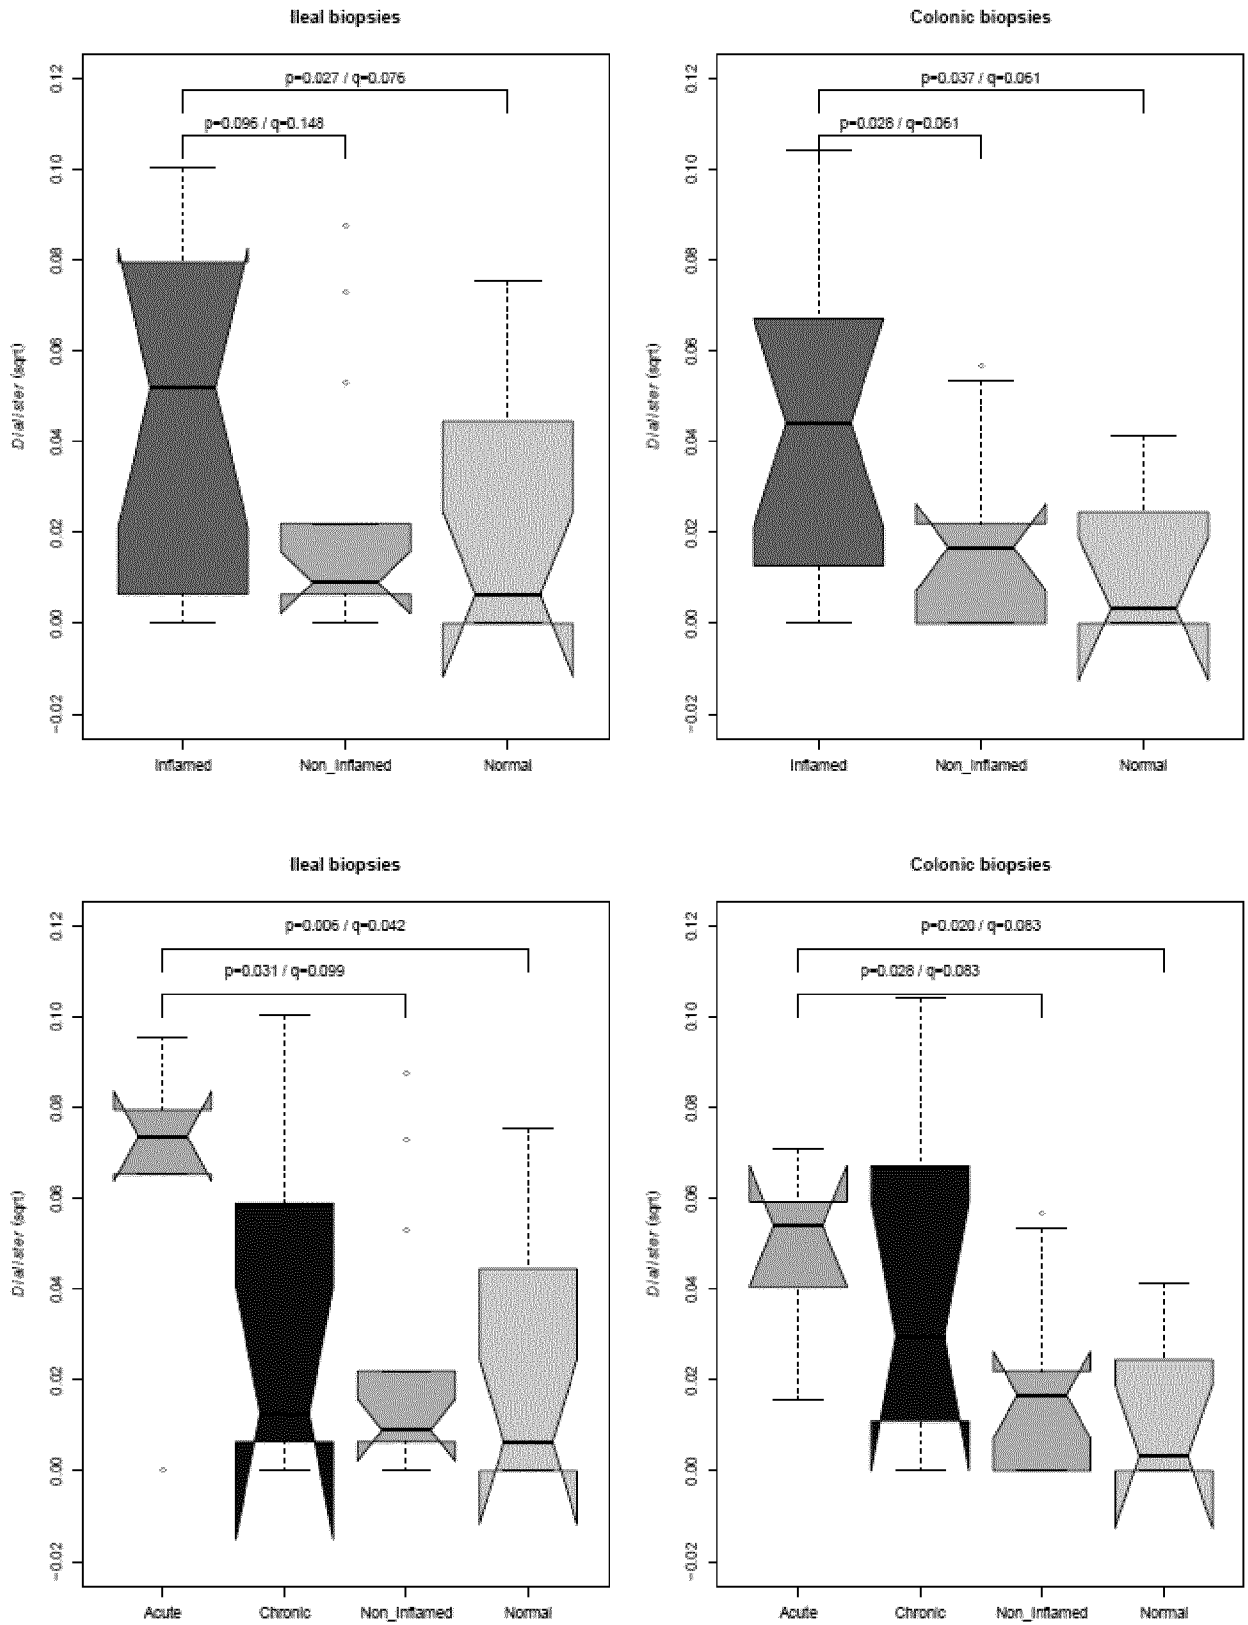 Ileal biopsies
Dialister (sqrt)
0.12
0.10
0.08
0.06
0.04
0.02
0.00
−0.02
p=0.027 / q=0.076
p=0.096 / q=0.148
Inflamed Non_Inflamed Normal
Colonic biopsies
Dialister (sqrt)
0.12
0.10
0.08
0.06
0.04
0.02
0.00
−0.02
p=0.037 / q=0.061
p=0.028 / q=0.061
Inflamed Non_Inflamed Normal
Ileal biopsies
Dialister (sqrt)
0.12
0.10
0.08
0.06
0.04
0.02
0.00
−0.02
p=0.006 / q=0.042
p=0.031 / q=0.099
Acute Chronic Non_Inflamed Normal
Colonic biopsies
Dialister (sqrt)
0.12
0.10
0.08
0.06
0.04
0.02
0.00
−0.02
p=0.020 / q=0.083
p=0.028 / q=0.083
Acute Chronic Non_Inflamed Normal